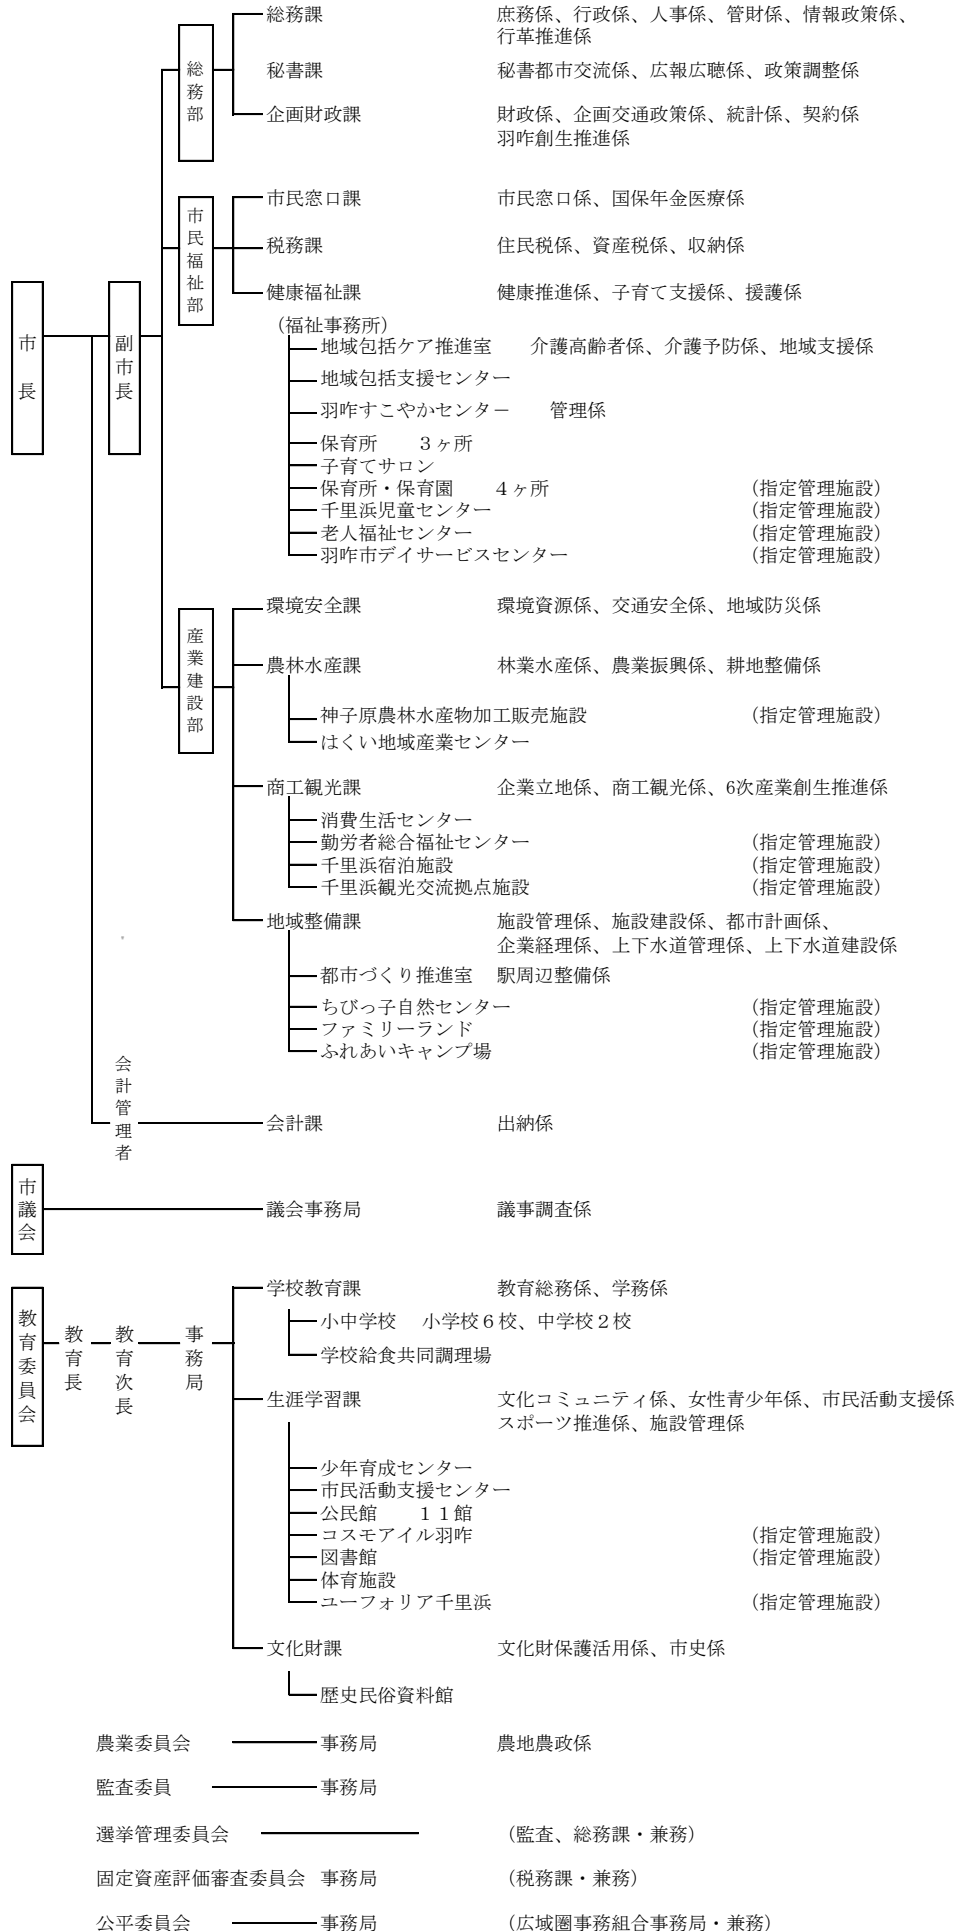 総務課　庶務係、行政係、人事係、管財係、情報政策係、
行革推進係
総務部
秘書課　秘書都市交流係、広報広聴係、政策調整係
企画財政課　財政係、企画交通政策係、統計係、契約係
羽咋創生推進係
市民窓口課　市民窓口係、国保年金医療係
市民福祉部
税務課　住民税係、資産税係、収納係
健康福祉課　健康推進係、子育て支援係、援護係
市長
副市長
（福祉事務所）
地域包括ケア推進室　介護高齢者係、介護予防係、地域支援係
地域包括支援センター
羽咋すこやかセンタ－　管理係
保育所　３ヶ所
子育てサロン
保育所・保育園　４ヶ所　（指定管理施設）
千里浜児童センター　（指定管理施設）
老人福祉センター　（指定管理施設）
羽咋市デイサービスセンター　（指定管理施設）
環境安全課　環境資源係、交通安全係、地域防災係
産業建設部
農林水産課　林業水産係、農業振興係、耕地整備係
神子原農林水産物加工販売施設　（指定管理施設）
はくい地域産業センター
商工観光課　企業立地係、商工観光係、6次産業創生推進係
消費生活センター
勤労者総合福祉センター　（指定管理施設）
千里浜宿泊施設　（指定管理施設）
千里浜観光交流拠点施設　（指定管理施設）
地域整備課　施設管理係、施設建設係、都市計画係、
企業経理係、上下水道管理係、上下水道建設係
都市づくり推進室　駅周辺整備係
ちびっ子自然センター　（指定管理施設）
ファミリーランド　（指定管理施設）
ふれあいキャンプ場　（指定管理施設）
会計管理者
会計課　出納係
市議会
議会事務局　議事調査係
学校教育課　教育総務係、学務係
教育委員会
教育長
教育次長
事務局
小中学校　小学校６校、中学校２校
学校給食共同調理場
生涯学習課　文化コミュニティ係、女性青少年係、市民活動支援係
スポーツ推進係、施設管理係
少年育成センター
市民活動支援センター
公民館　１１館
コスモアイル羽咋　（指定管理施設）
図書館　（指定管理施設）
体育施設
ユーフォリア千里浜　（指定管理施設）
文化財課　文化財保護活用係、市史係
歴史民俗資料館
農業委員会　事務局　農地農政係
監査委員　事務局
選挙管理委員会　（監査、総務課・兼務）
固定資産評価審査委員会　事務局　（税務課・兼務）
公平委員会　事務局　（広域圏事務組合事務局・兼務）